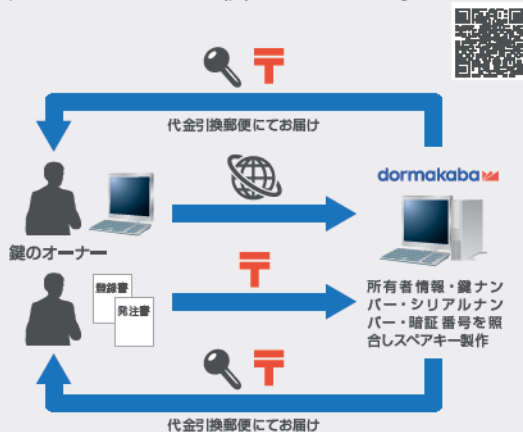 代金引換郵便にてお届け
dormakaba
鍵のオーナー
登録書
発注書
所有者情報・鍵ナン
バー・シリアルナン
バー・暗証番号を照
合しスペアキー製作
代金引換郵便にてお届け